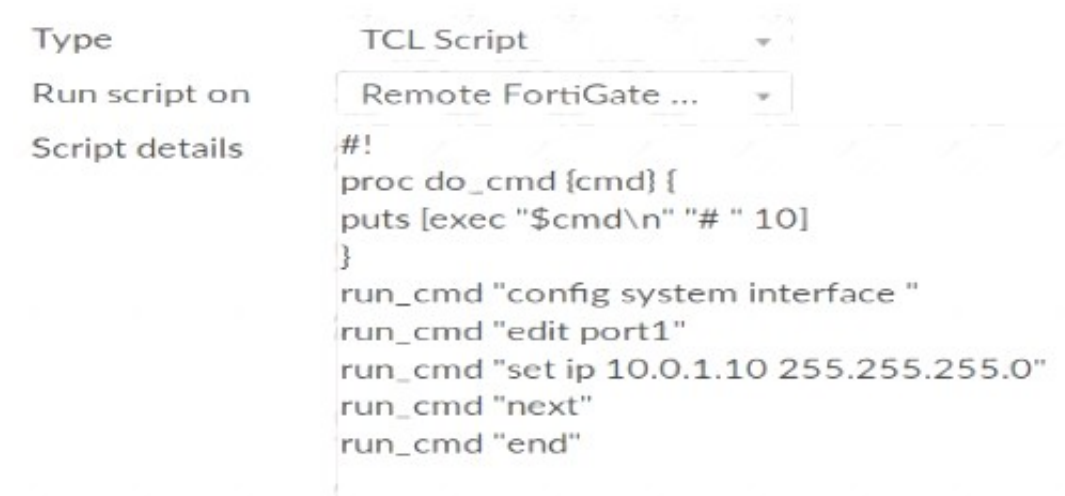 Type TCL Script
Run script on Remote FortiGate ...
Script details
#!
proc do_cmd {cmd} {
puts [exec "$cmd\n" "# " 10]
}
run_cmd "config system interface "
run_cmd "edit port1"
run_cmd "set ip 10.0.1.10 255.255.255.0"
run_cmd "next"
run_cmd "end"